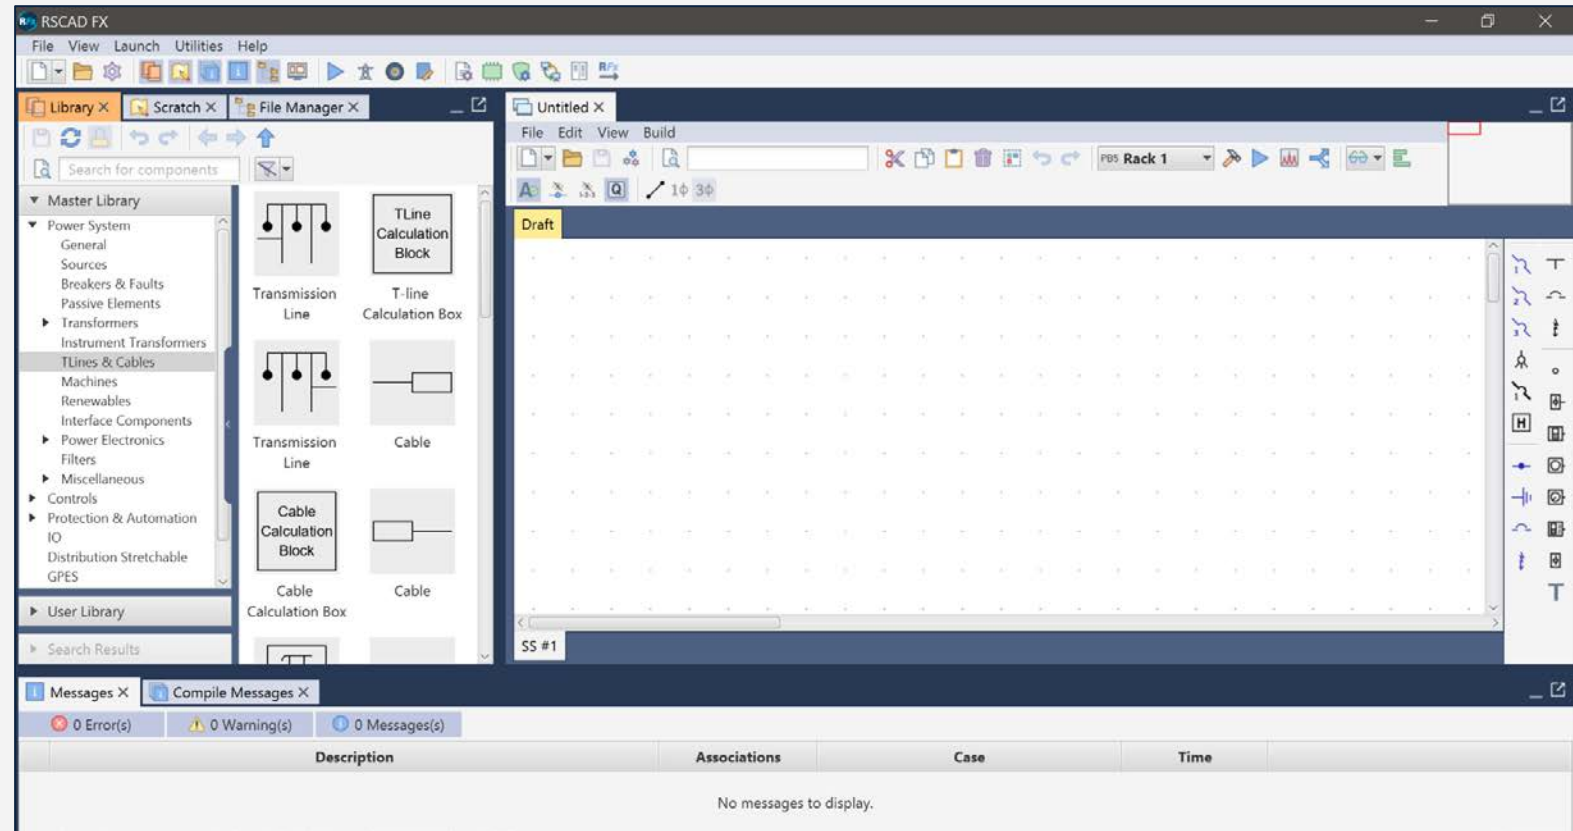 RSCAD FX
File View Launch Utilities Help
Library
Scratch
File Manager
Search for components
Master Library
Power System
General
Sources
Breakers & Faults
Passive Elements
Transformers
Instrument Transformers
TLines & Cables
Machines
Renewables
Interface Components
Power Electronics
Filters
Miscellaneous
Controls
Protection & Automation
IO
Distribution Stretchable
GPES
User Library
Search Results
Transmission
Line
TLine
Calculation
Block
T-line
Calculation Box
Transmission
Line
Cable
Cable
Calculation
Block
Cable
Calculation Box
Cable
Untitled
File Edit View Build
PB5 Rack 1
A
Q
1ϕ 3ϕ
Draft
H
T
SS #1
Messages
Compile Messages
0 Error(s)
0 Warning(s)
0 Messages(s)
Description
Associations
Case
Time
No messages to display.